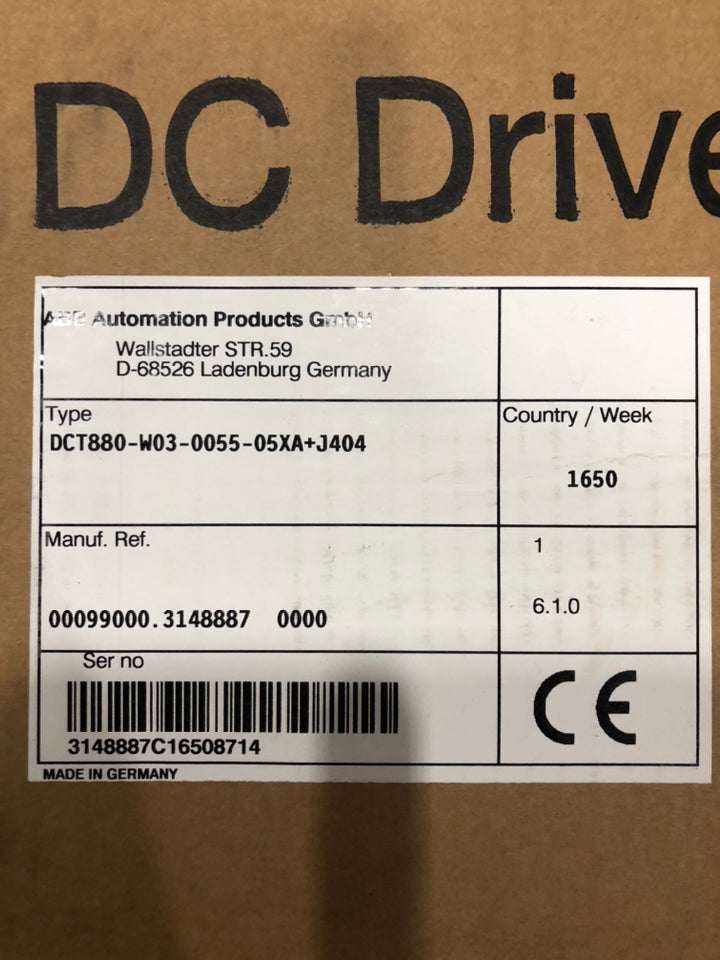 DC Drive
Automation Products GmbH
Wallstadter STR.59
D-68526 Ladenburg Germany
Type
DCT880-W03-0055-05XA+J404
Country / Week
1650
Manuf. Ref.
00099000.3148887 0000
1
6.1.0
Ser no
3148887C16508714
CE
MADE IN GERMANY